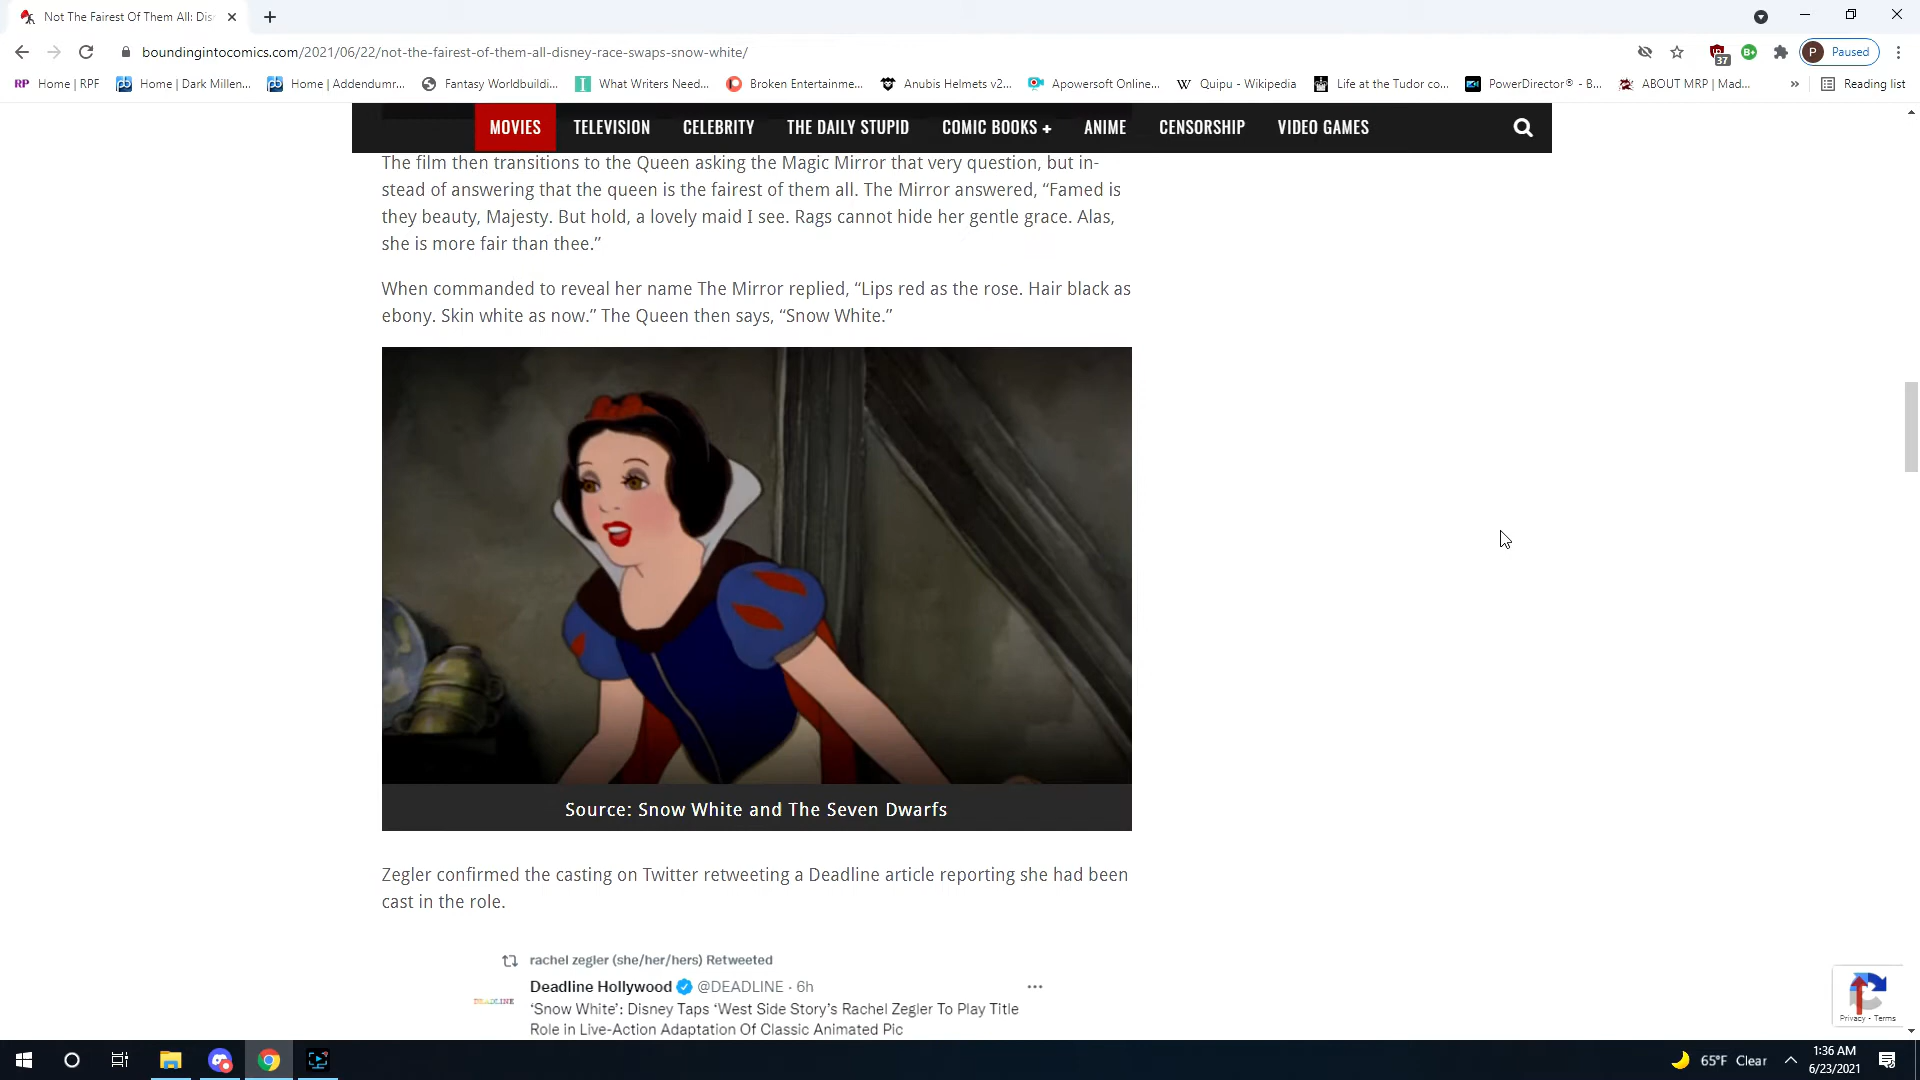 Not The Fairest Of Them All: Dis
boundingintocomics.com/2021/06/22/not-the-fairest-of-them-all-disney-race-swaps-snow-white/
37
B+
P Paused
RP Home | RPF
Home | Dark Millen...
Home | Addendumr...
Fantasy Worldbuildi...
What Writers Need...
Broken Entertainme...
Anubis Helmets v2...
Apowersoft Online...
W Quipu - Wikipedia
Life at the Tudor co...
PowerDirector® - B...
ABOUT MRP | Mad...
»
Reading list
MOVIES
TELEVISION
CELEBRITY
THE DAILY STUPID
COMIC BOOKS +
ANIME
CENSORSHIP
VIDEO GAMES
The film then transitions to the Queen asking the Magic Mirror that very question, but in-
stead of answering that the queen is the fairest of them all. The Mirror answered, “Famed is
they beauty, Majesty. But hold, a lovely maid I see. Rags cannot hide her gentle grace. Alas,
she is more fair than thee.”
When commanded to reveal her name The Mirror replied, “Lips red as the rose. Hair black as
ebony. Skin white as now.” The Queen then says, “Snow White.”
Source: Snow White and The Seven Dwarfs
Zegler confirmed the casting on Twitter retweeting a Deadline article reporting she had been
cast in the role.
rachel zegler (she/her/hers) Retweeted
Deadline Hollywood @DEADLINE · 6h
DEADLINE
‘Snow White’: Disney Taps ‘West Side Story’s Rachel Zegler To Play Title
Role in Live-Action Adaptation Of Classic Animated Pic
Privacy - Terms
65°F Clear
1:36 AM
6/23/2021